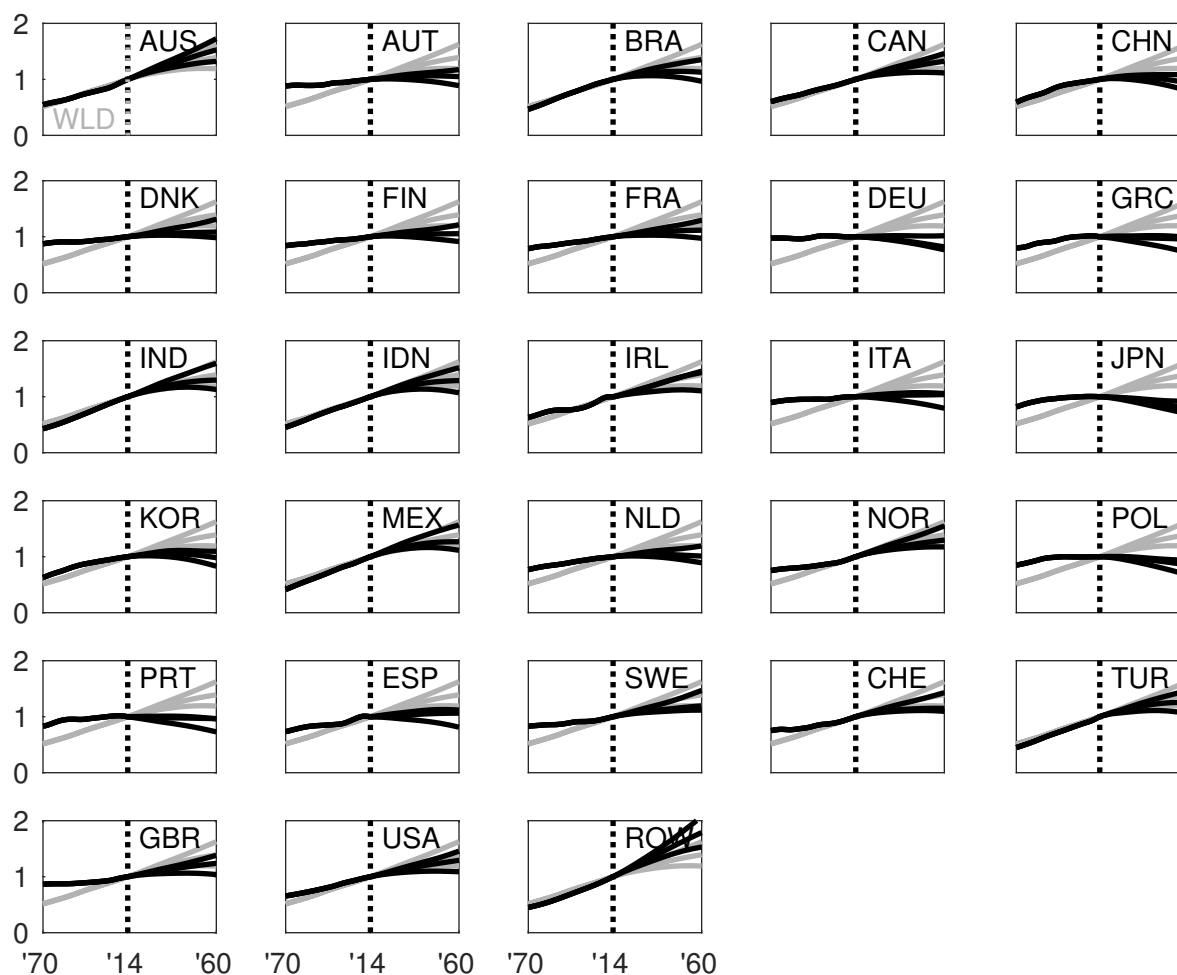 2
AUS
AUT
BRA
CAN
CHN
1
WLD
0
2
DNK
FIN
FRA
DEU
GRC
1
0
2
IND
IDN
IRL
ITA
JPN
1
0
2
KOR
MEX
NLD
NOR
POL
1
0
2
PRT
ESP
SWE
CHE
TUR
1
0
2
GBR
USA
ROW
1
0
'70 '14 '60 '70 '14 '60 '70 '14 '60